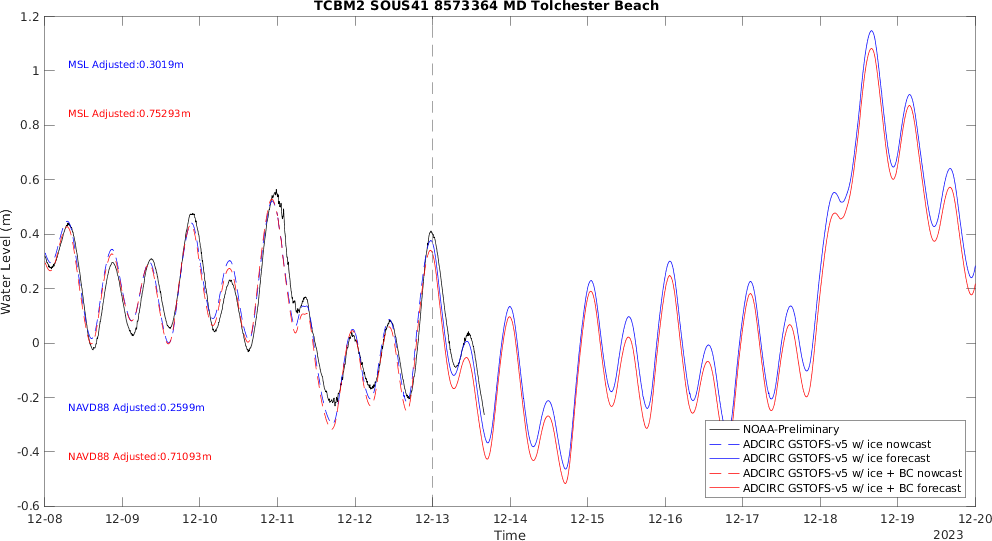 TCBM2 SOUS41 8573364 MD Tolchester Beach
Water Level (m)
1.2
1
0.8
0.6
0.4
0.2
0
-0.2
-0.4
-0.6
MSL Adjusted:0.3019m
MSL Adjusted:0.75293m
NAVD88 Adjusted:0.2599m
NAVD88 Adjusted:0.71093m
NOAA-Preliminary
ADCIRC GSTOFS-v5 w/ ice nowcast
ADCIRC GSTOFS-v5 w/ ice forecast
ADCIRC GSTOFS-v5 w/ ice + BC nowcast
ADCIRC GSTOFS-v5 w/ ice + BC forecast
12-08 12-09 12-10 12-11 12-12 12-13 12-14 12-15 12-16 12-17 12-18 12-19 12-20
Time
2023